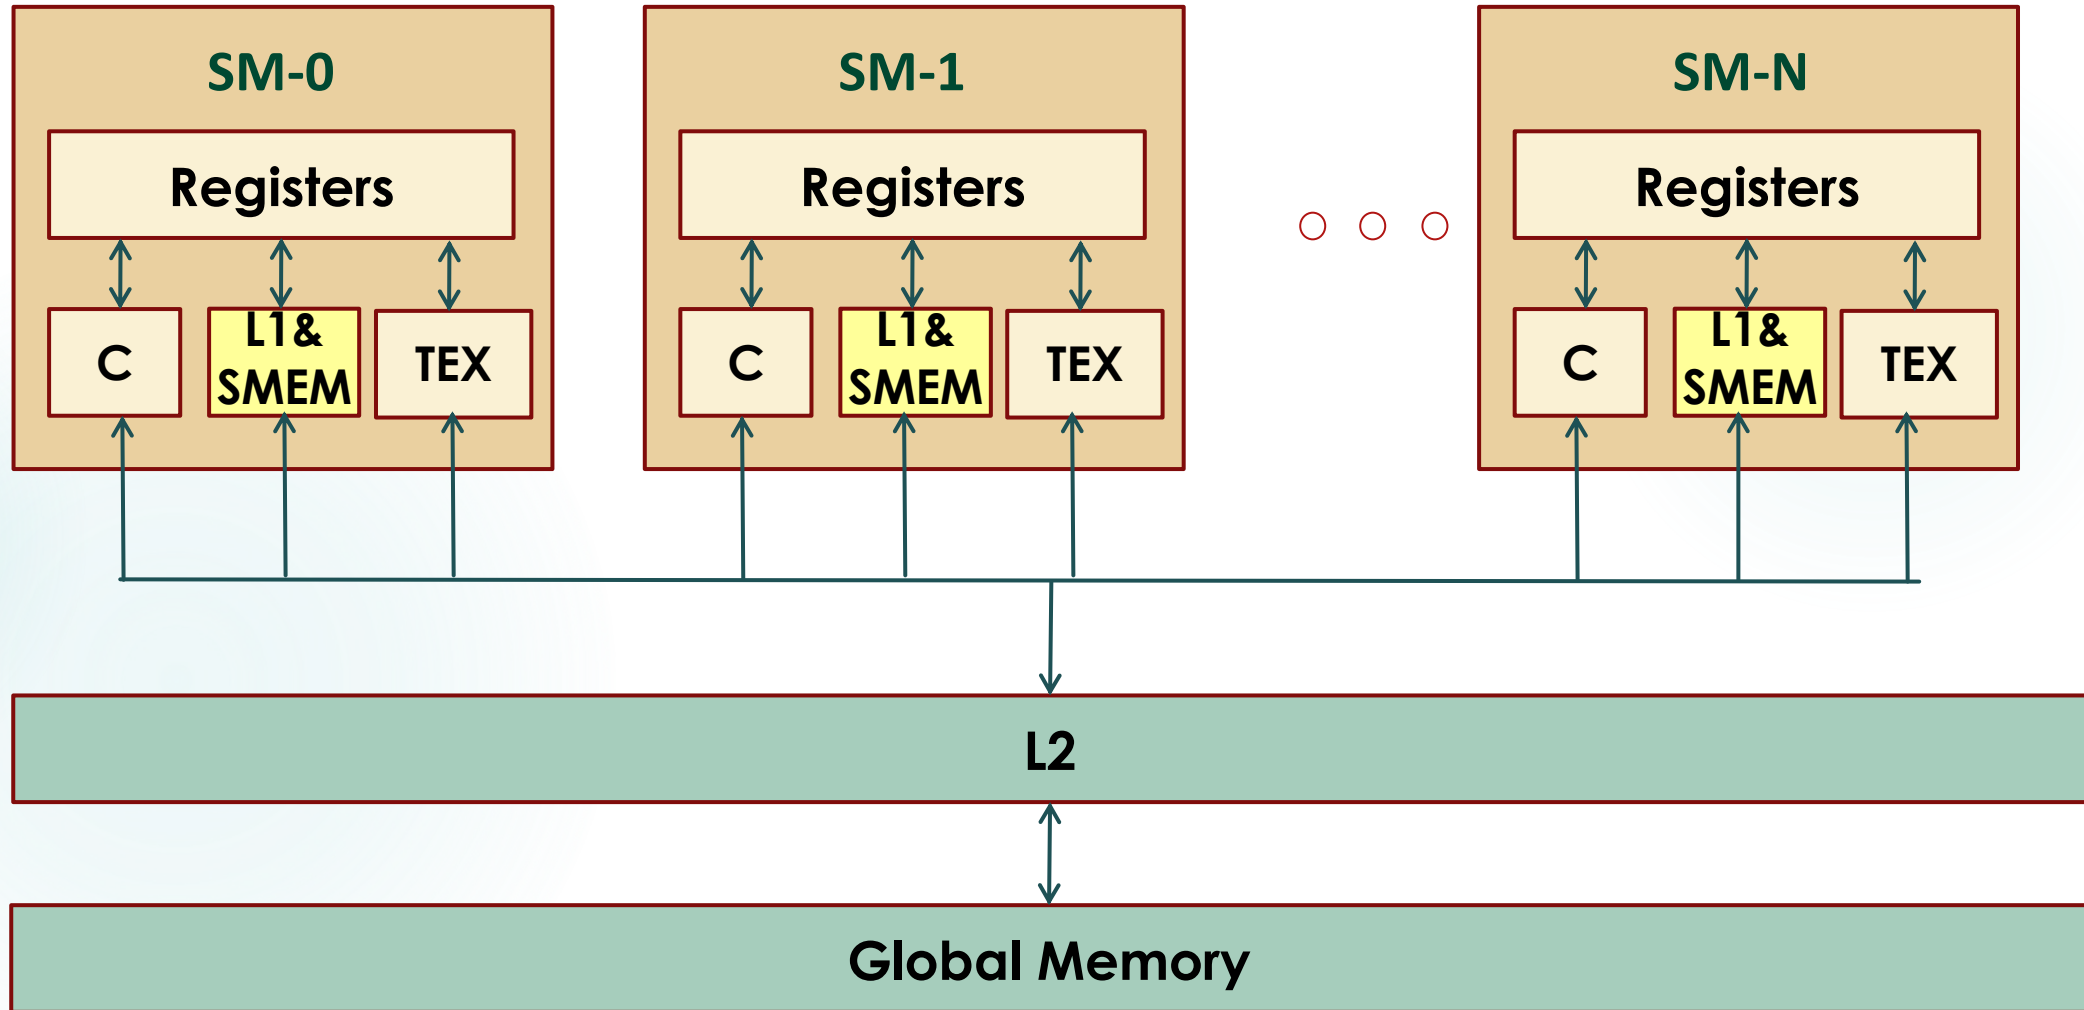 SM-0
Registers
C
L1&
SMEM
TEX
SM-1
Registers
C
L1&
SMEM
TEX
SM-N
Registers
C
L1&
SMEM
TEX
L2
Global Memory